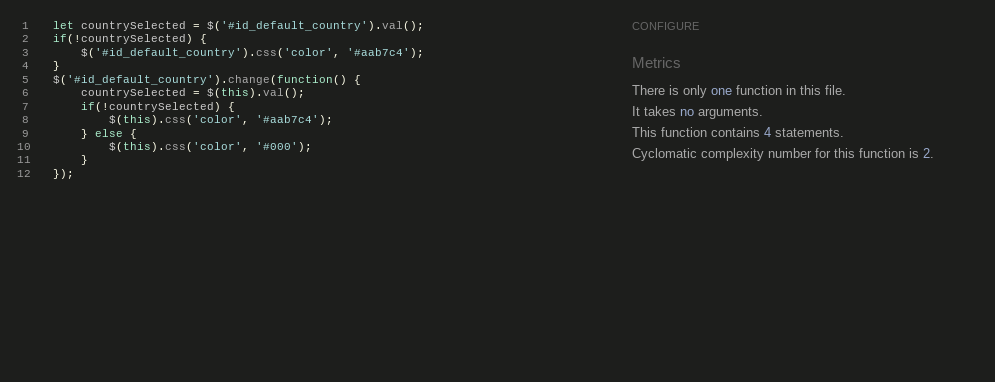 1 let countrySelected = $('#id_default_country').val();
2 if(!countrySelected) {
3     $('#id_default_country').css('color', '#aab7c4');
4 }
5 $('#id_default_country').change(function() {
6     countrySelected = $(this).val();
7     if(!countrySelected) {
8         $(this).css('color', '#aab7c4');
9     } else {
10         $(this).css('color', '#000');
11     }
12 });
CONFIGURE
Metrics
There is only one function in this file.
It takes no arguments.
This function contains 4 statements.
Cyclomatic complexity number for this function is 2.